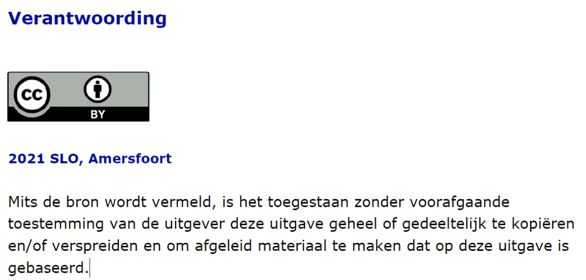 Verantwoording
cc
BY
2021 SLO, Amersfoort
Mits de bron wordt vermeld, is het toegestaan zonder voorafgaande
toestemming van de uitgever deze uitgave geheel of gedeeltelijk te kopiëren
en/of verspreiden en om afgeleid materiaal te maken dat op deze uitgave is
gebaseerd.